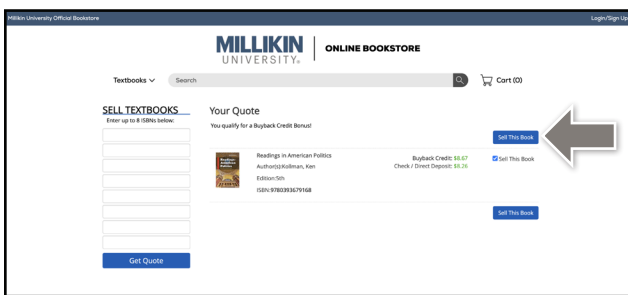 Millikin University Official Bookstore
Login/Sign Up
MILLIKIN
UNIVERSITY®
ONLINE BOOKSTORE
Textbooks
Search
Cart (0)
SELL TEXTBOOKS
Enter up to 8 ISBNs below:
Get Quote
Your Quote
You qualify for a Buyback Credit Bonus!
Sell This Book
Readings in American Politics
Author(s):Kollman, Ken
Edition:5th
ISBN:9780393679168
Buyback Credit: $8.67
Check / Direct Deposit: $8.26
Sell This Book
Sell This Book